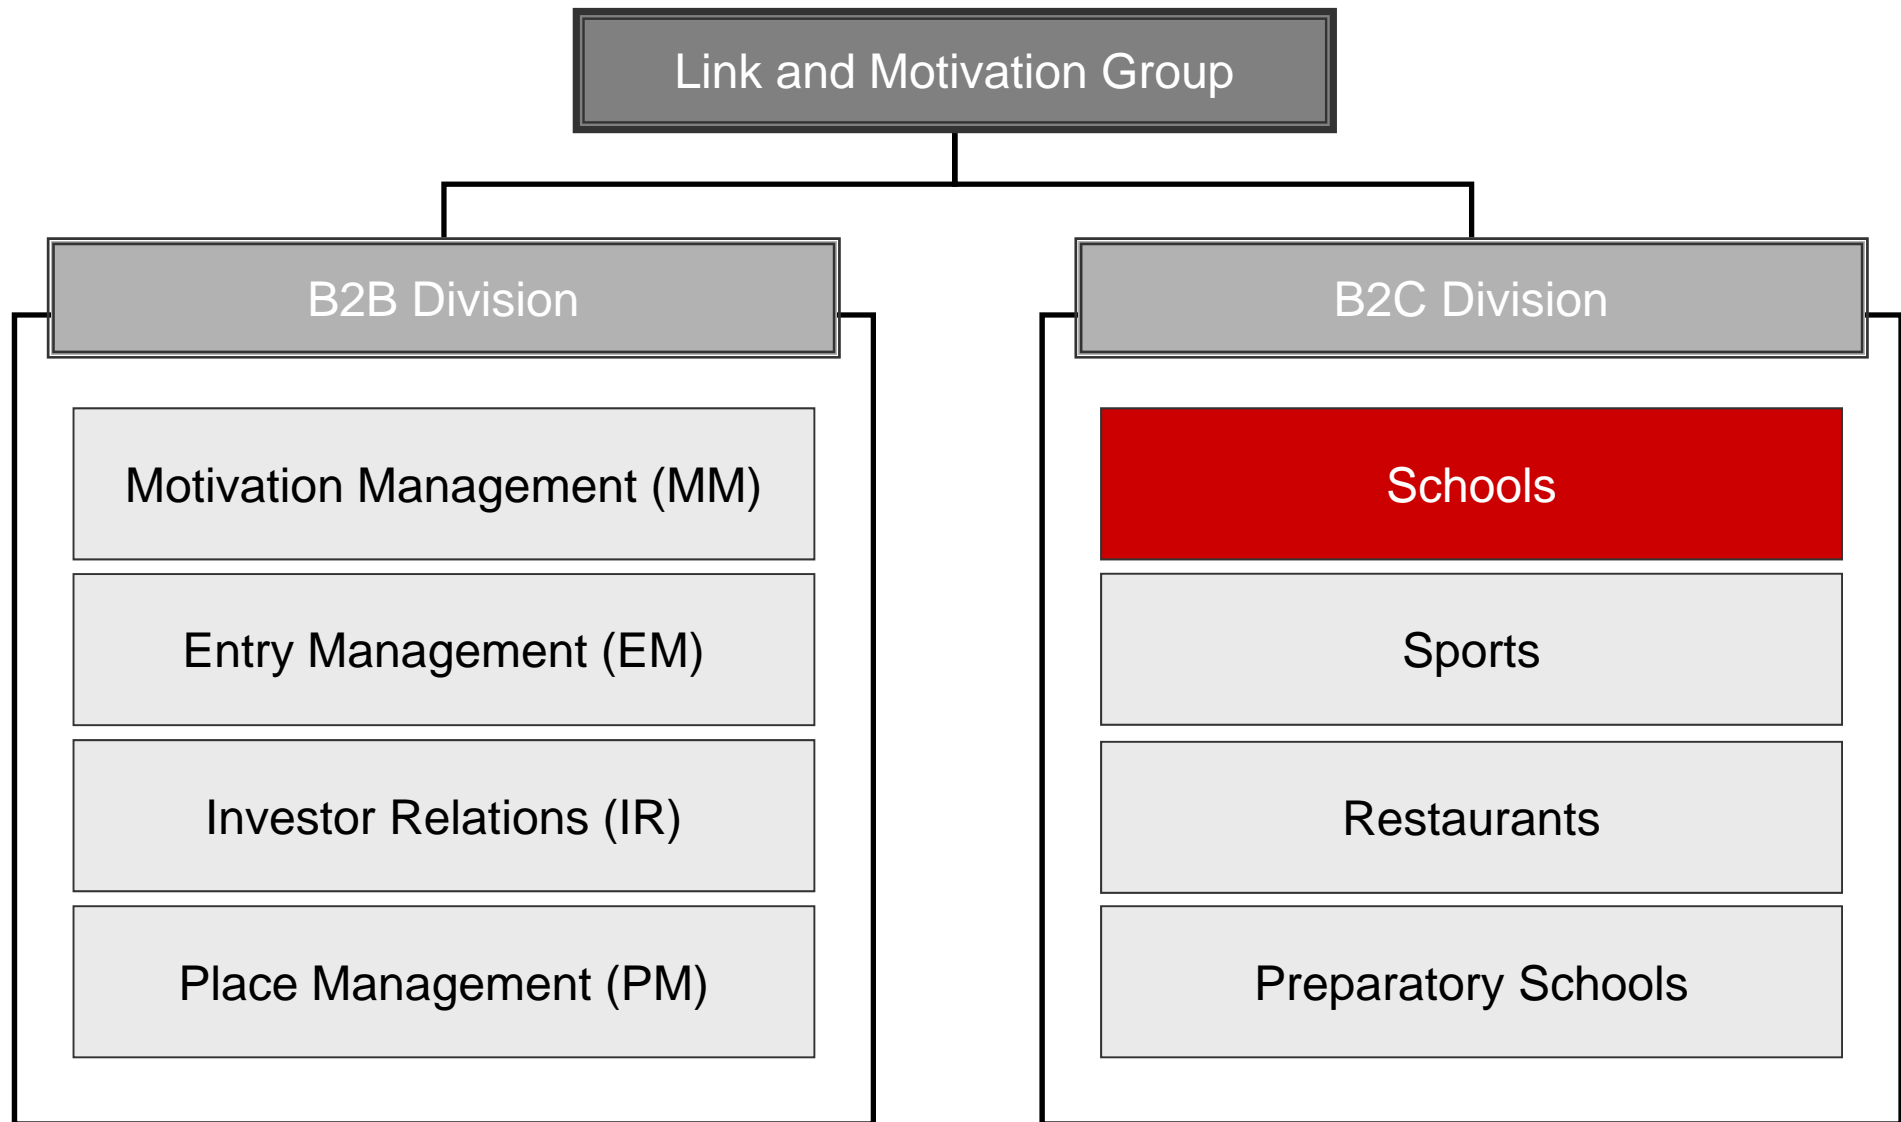 Link and Motivation Group
B2B Division
Motivation Management (MM)
Entry Management (EM)
Investor Relations (IR)
Place Management (PM)
B2C Division
Schools
Sports
Restaurants
Preparatory Schools